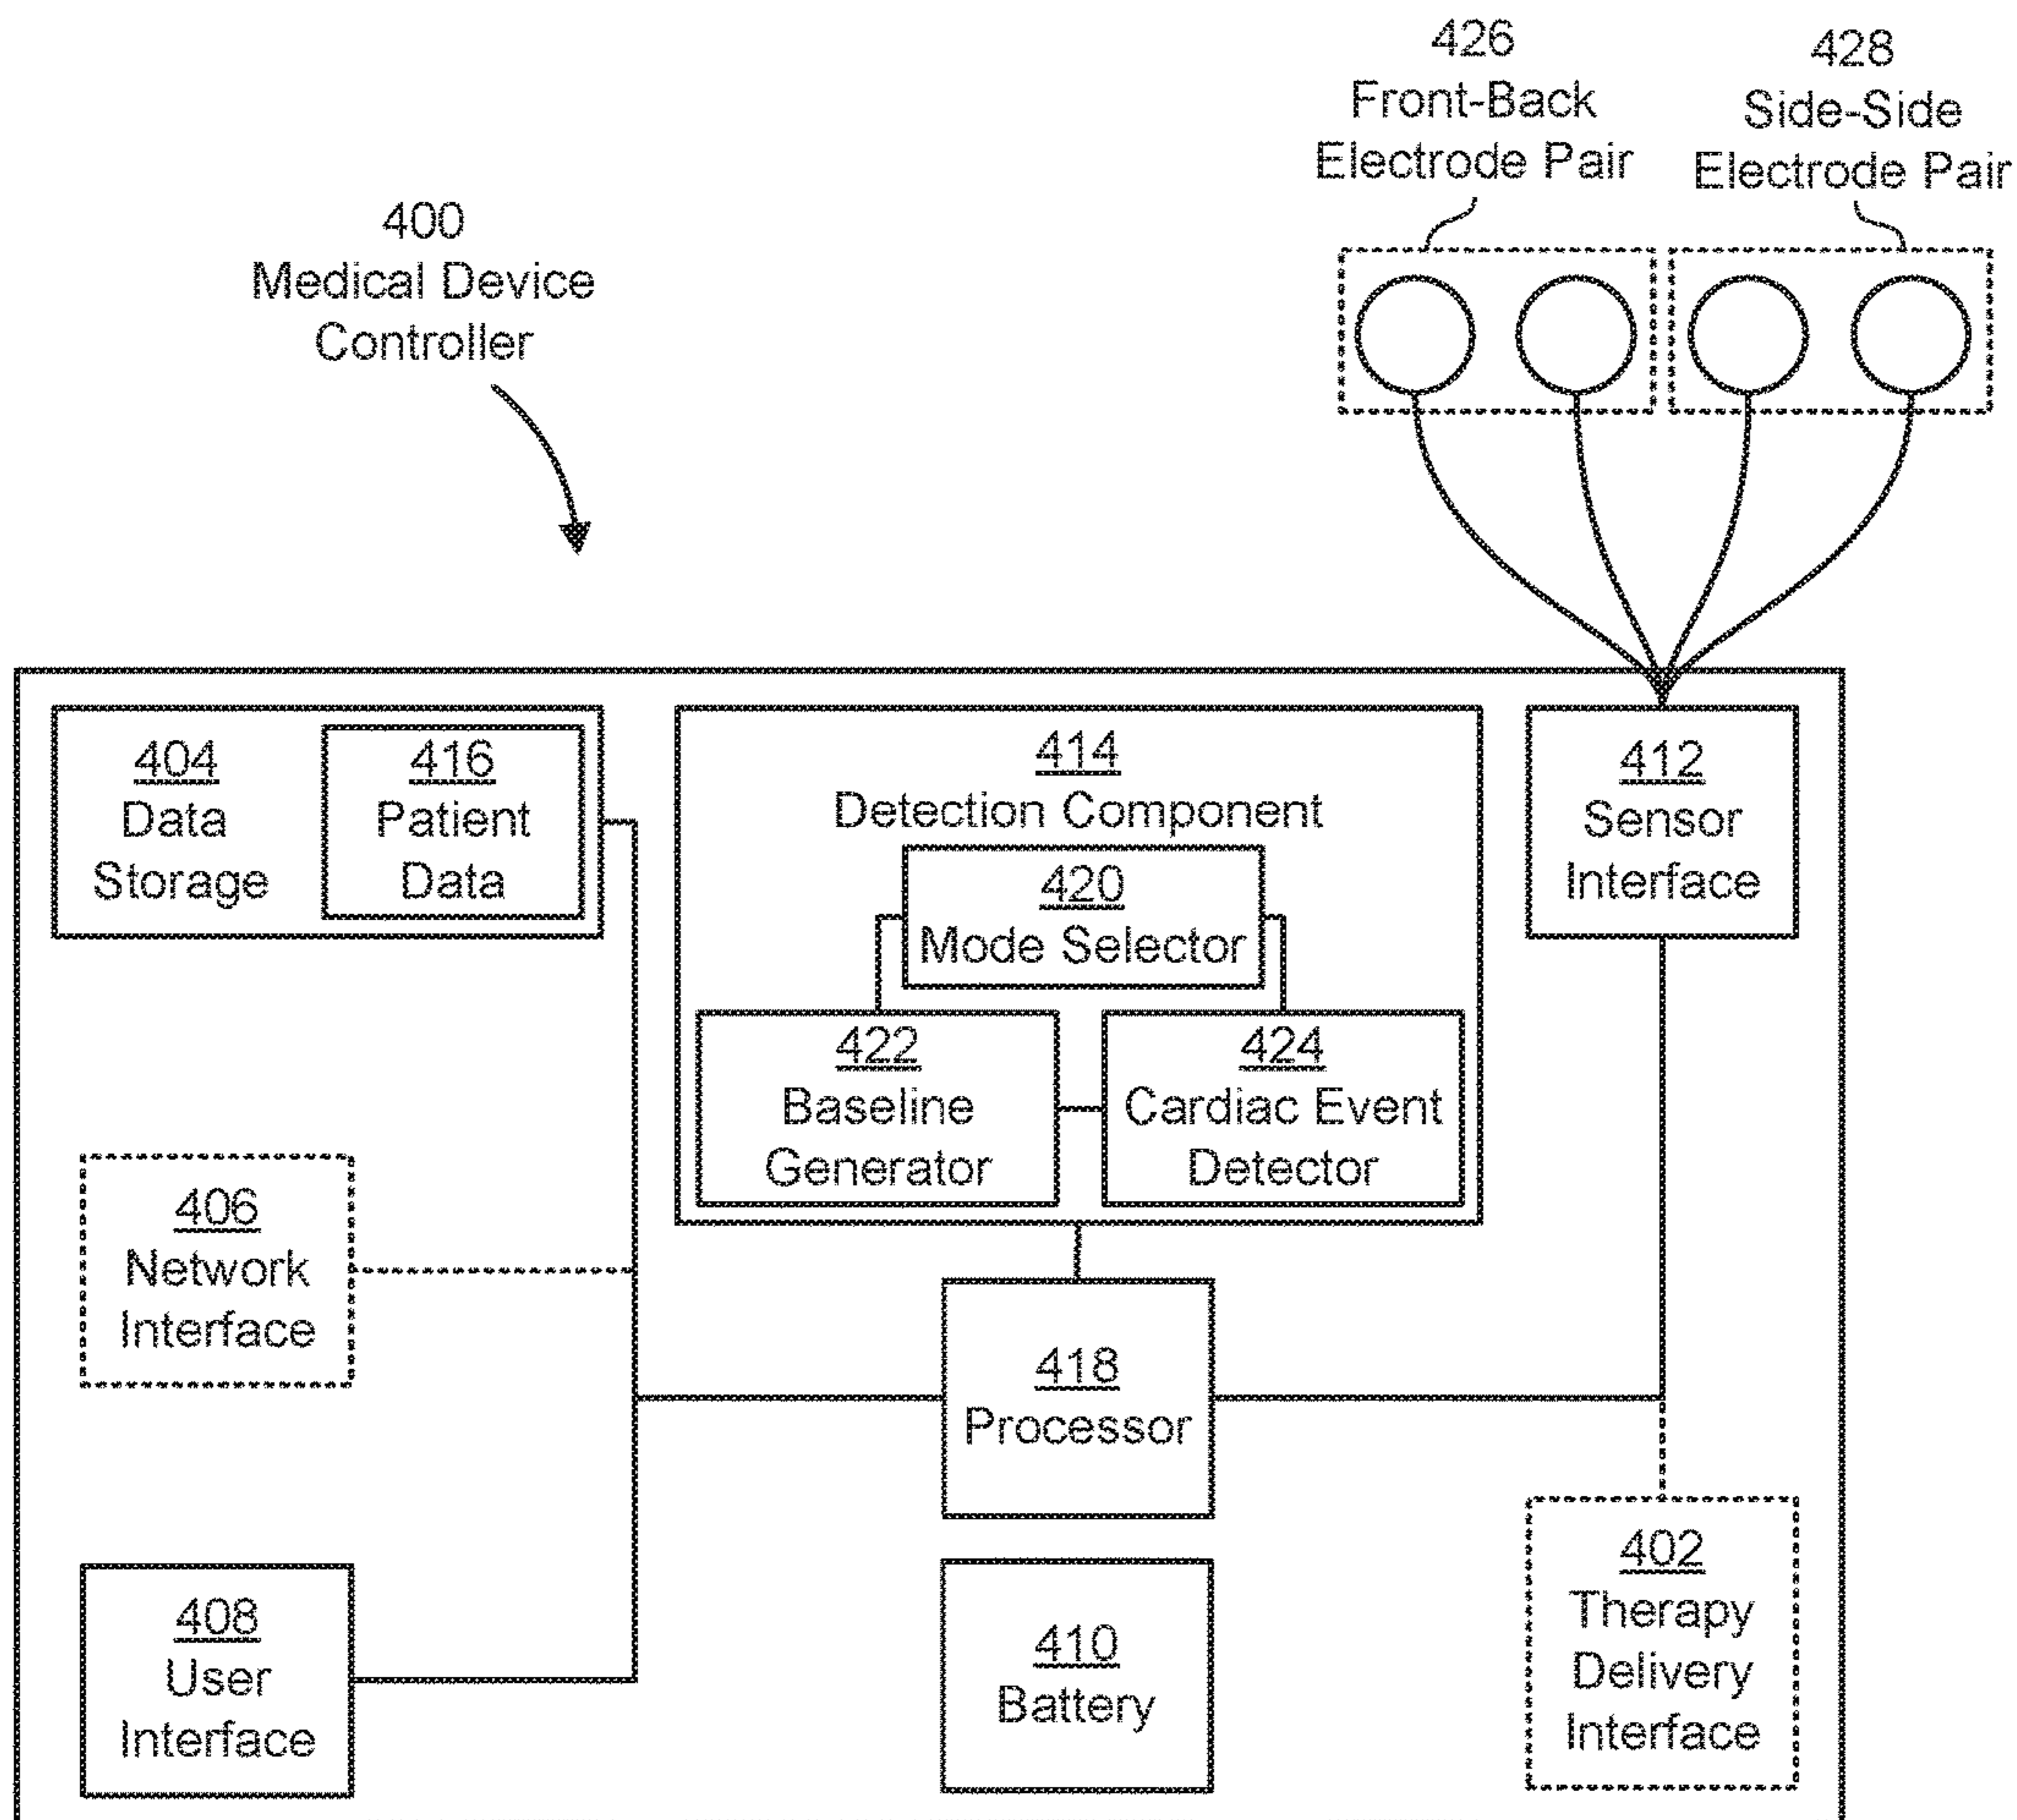 426
Front-Back
Electrode Pair
428
Side-Side
Electrode Pair
400
Medical Device
Controller
404
Data
Storage
416
Patient
Data
414
Detection Component
420
Mode Selector
422
Baseline
Generator
424
Cardiac Event
Detector
412
Sensor
Interface
406
Network
Interface
418
Processor
408
User
Interface
410
Battery
402
Therapy
Delivery
Interface